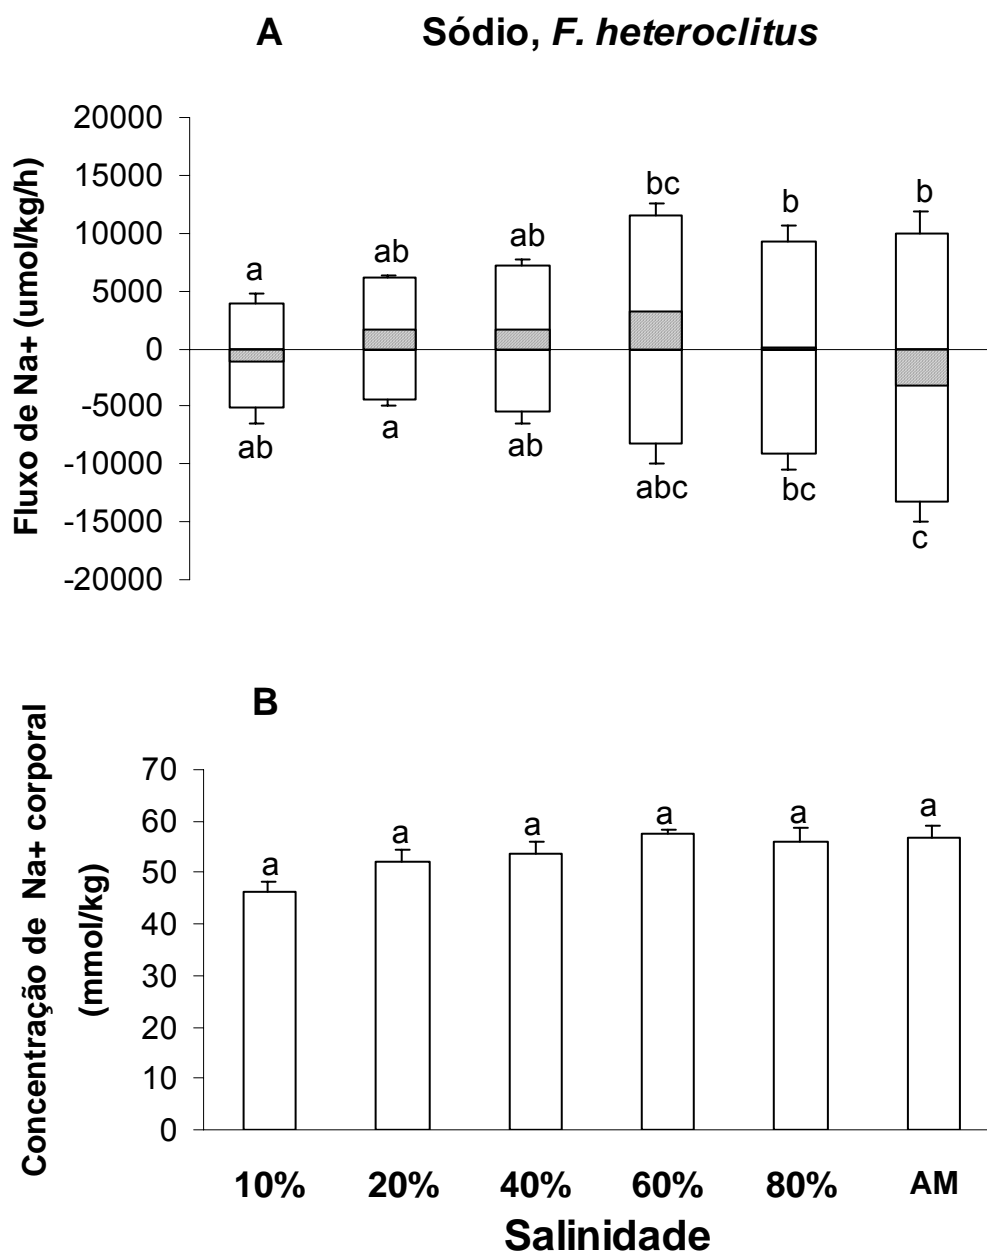 A Sódio, F. heteroclitus
Fluxo de Na+ (umol/kg/h)
20000
15000
10000
5000
0
-5000
-10000
-15000
-20000
a ab ab bc b b
ab a ab abc bc c
B
Concentração de Na+ corporal
(mmol/kg)
70
60
50
40
30
20
10
0
a a a a a a
10% 20% 40% 60% 80% AM
Salinidade